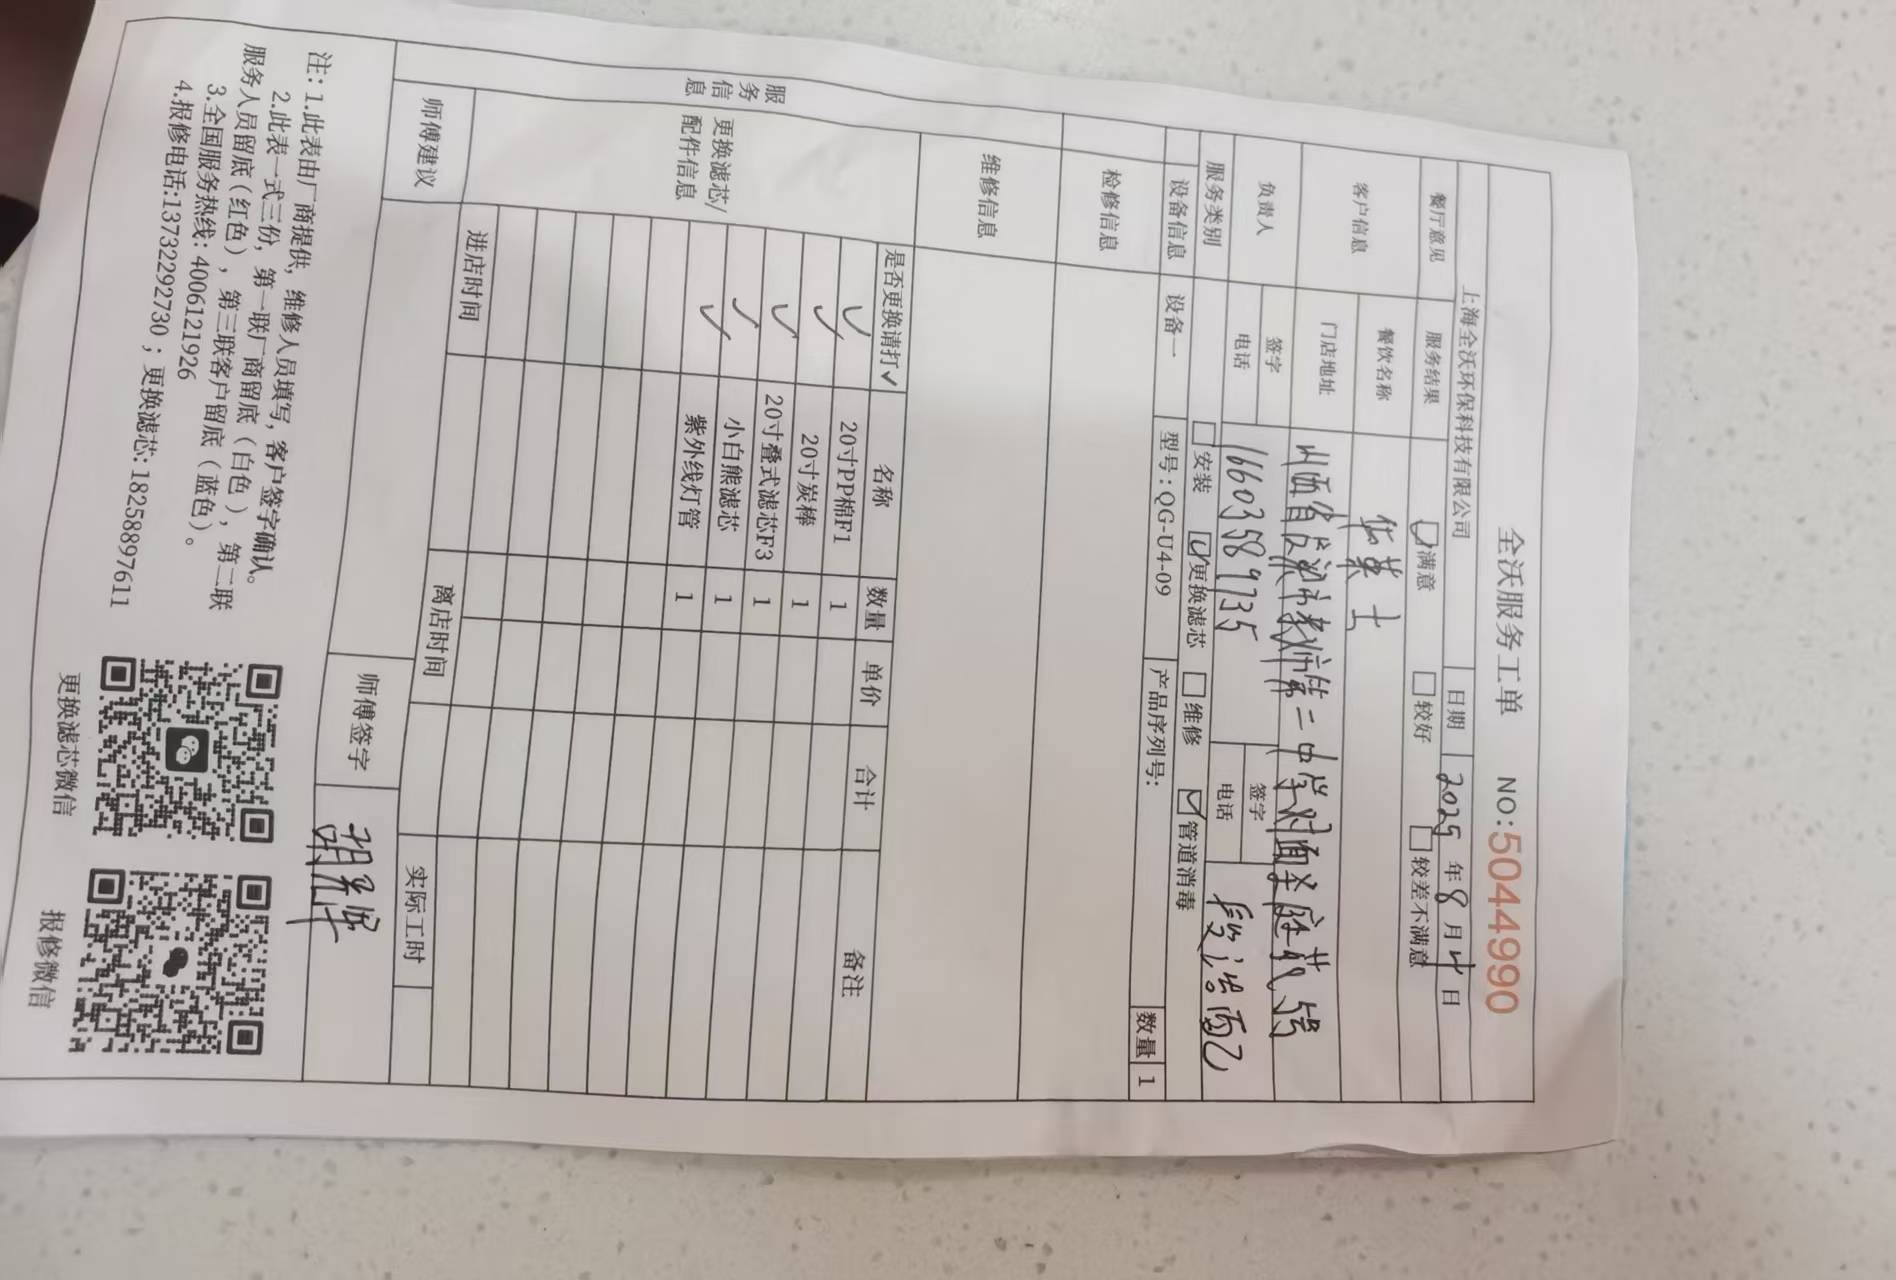 全沃服务工单 NO:5044990
上海全沃环保科技有限公司 日期 2025 年 8 月 14 日
餐厅意见 服务结果 满意 较好 较差不满意
客户信息 餐饮名称 华莱士
门店地址 山西省 市 第二中学对面 号
负责人 签字 签字
电话 16603589735 电话
服务类别 安装 更换滤芯 维修 管道消毒
设备信息 设备一 型号:QG-U4-09 产品序列号: 数量 1
检修信息
维修信息
服务信息
更换滤芯/配件信息
是否更换请打✓ 名称 数量 单价 合计 备注
✓ 20寸PP棉F1 1
✓ 20寸炭棒 1
✓ 20寸叠式滤芯F3 1
✓ 小白熊滤芯 1
✓ 紫外线灯管 1
进店时间 离店时间 实际工时
师傅建议 师傅签字
注: 1.此表由厂商提供, 维修人员填写, 客户签字确认。
2.此表一式三份, 第一联厂商留底(白色), 第二联
服务人员留底(红色), 第三联客户留底(蓝色)。
3.全国服务热线: 4006121926
4.报修电话:13732292730; 更换滤芯:18258897611
更换滤芯微信
报修微信